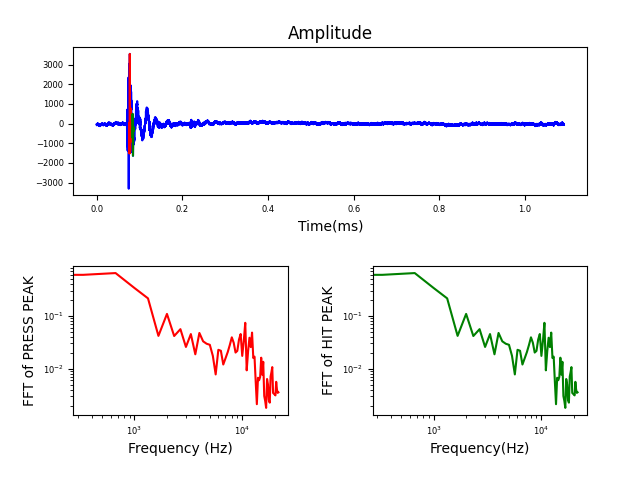 Amplitude
3000
2000
1000
0
−1000
−2000
−3000
0.0 0.2 0.4 0.6 0.8 1.0
Time(ms)
FFT of PRESS PEAK
10⁻¹
10⁻²
10³ 10⁴
Frequency (Hz)
FFT of HIT PEAK
10⁻¹
10⁻²
10³ 10⁴
Frequency(Hz)